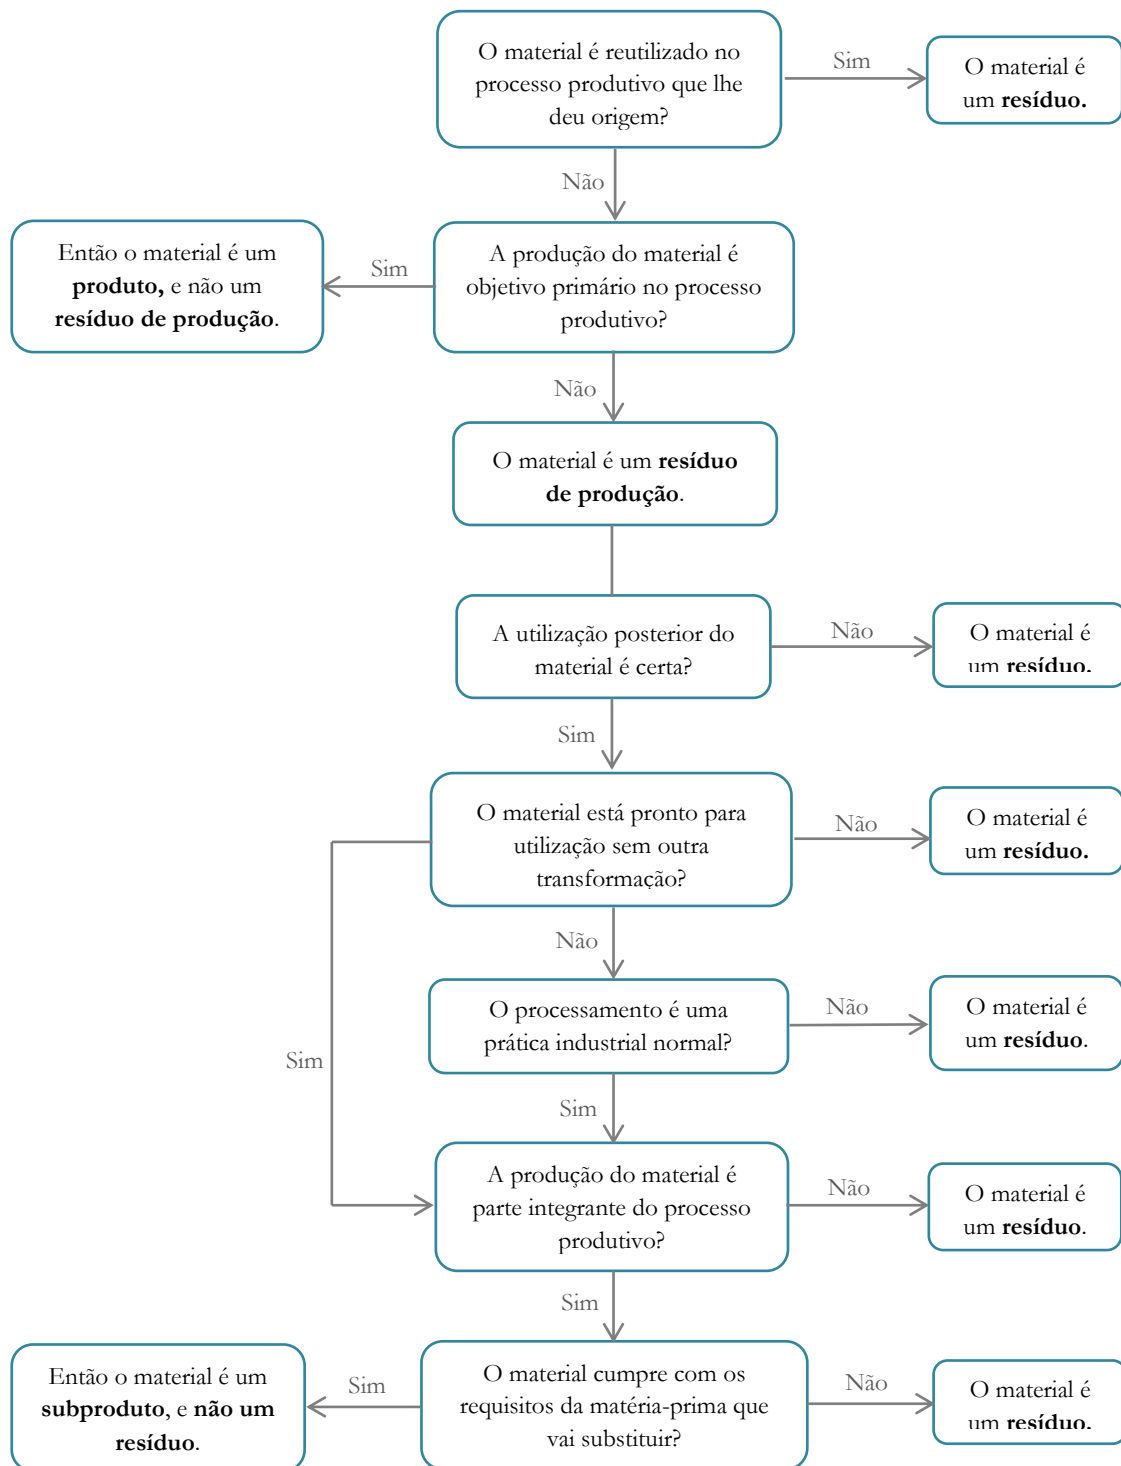 O material é reutilizado no
processo produtivo que lhe
deu origem?
Sim
O material é
um resíduo.
Não
Então o material é um
produto, e não um
resíduo de produção.
Sim
A produção do material é
objetivo primário no processo
produtivo?
Não
O material é um resíduo
de produção.
A utilização posterior do
material é certa?
Não
O material é
um resíduo.
Sim
O material está pronto para
utilização sem outra
transformação?
Não
O material é
um resíduo.
Não
Sim
O processamento é uma
prática industrial normal?
Não
O material é
um resíduo.
Sim
A produção do material é
parte integrante do processo
produtivo?
Não
O material é
um resíduo.
Sim
Então o material é um
subproduto, e não um
resíduo.
Sim
O material cumpre com os
requisitos da matéria-prima que
vai substituir?
Não
O material é
um resíduo.